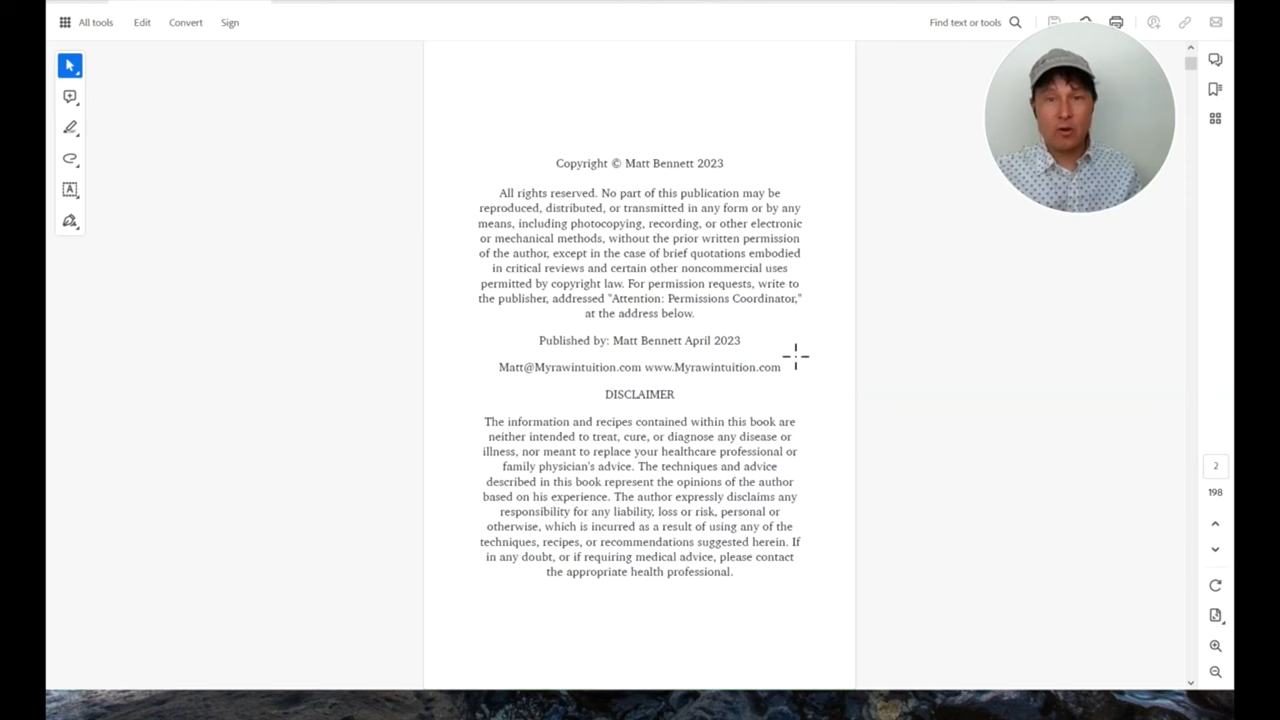 All tools Edit Convert Sign Find text or tools
Copyright © Matt Bennett 2023
All rights reserved. No part of this publication may be
reproduced, distributed, or transmitted in any form or by any
means, including photocopying, recording, or other electronic
or mechanical methods, without the prior written permission
of the author, except in the case of brief quotations embodied
in critical reviews and certain other noncommercial uses
permitted by copyright law. For permission requests, write to
the publisher, addressed "Attention: Permissions Coordinator,"
at the address below.
Published by: Matt Bennett April 2023
Matt@Myrawintuition.com www.Myrawintuition.com
DISCLAIMER
The information and recipes contained within this book are
neither intended to treat, cure, or diagnose any disease or
illness, nor meant to replace your healthcare professional or
family physician's advice. The techniques and advice
described in this book represent the opinions of the author
based on his experience. The author expressly disclaims any
responsibility for any liability, loss or risk, personal or
otherwise, which is incurred as a result of using any of the
techniques, recipes, or recommendations suggested herein. If
in any doubt, or if requiring medical advice, please contact
the appropriate health professional.
2
198